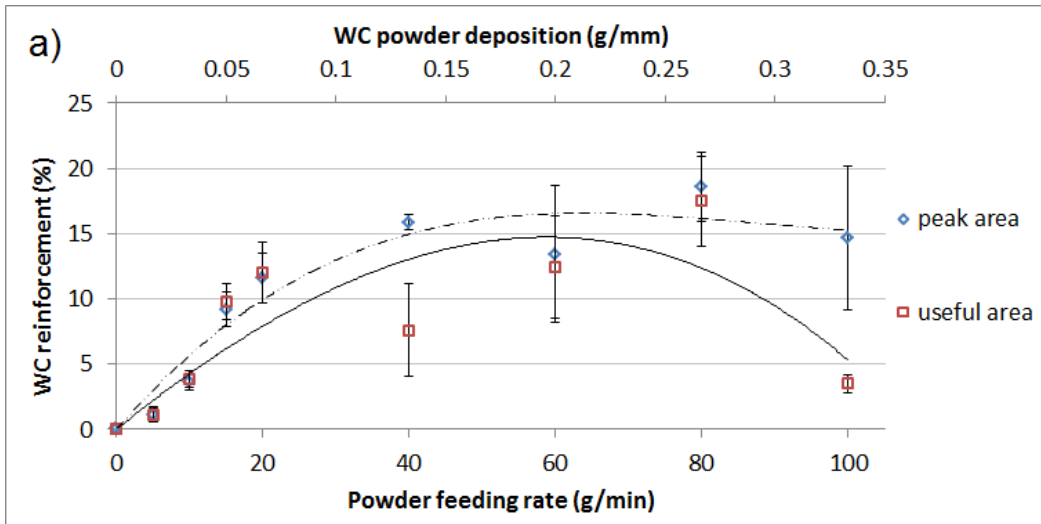 a)
WC powder deposition (g/mm)
0 0.05 0.1 0.15 0.2 0.25 0.3 0.35
25
20
15
10
5
0
WC reinforcement (%)
peak area
useful area
0 20 40 60 80 100
Powder feeding rate (g/min)